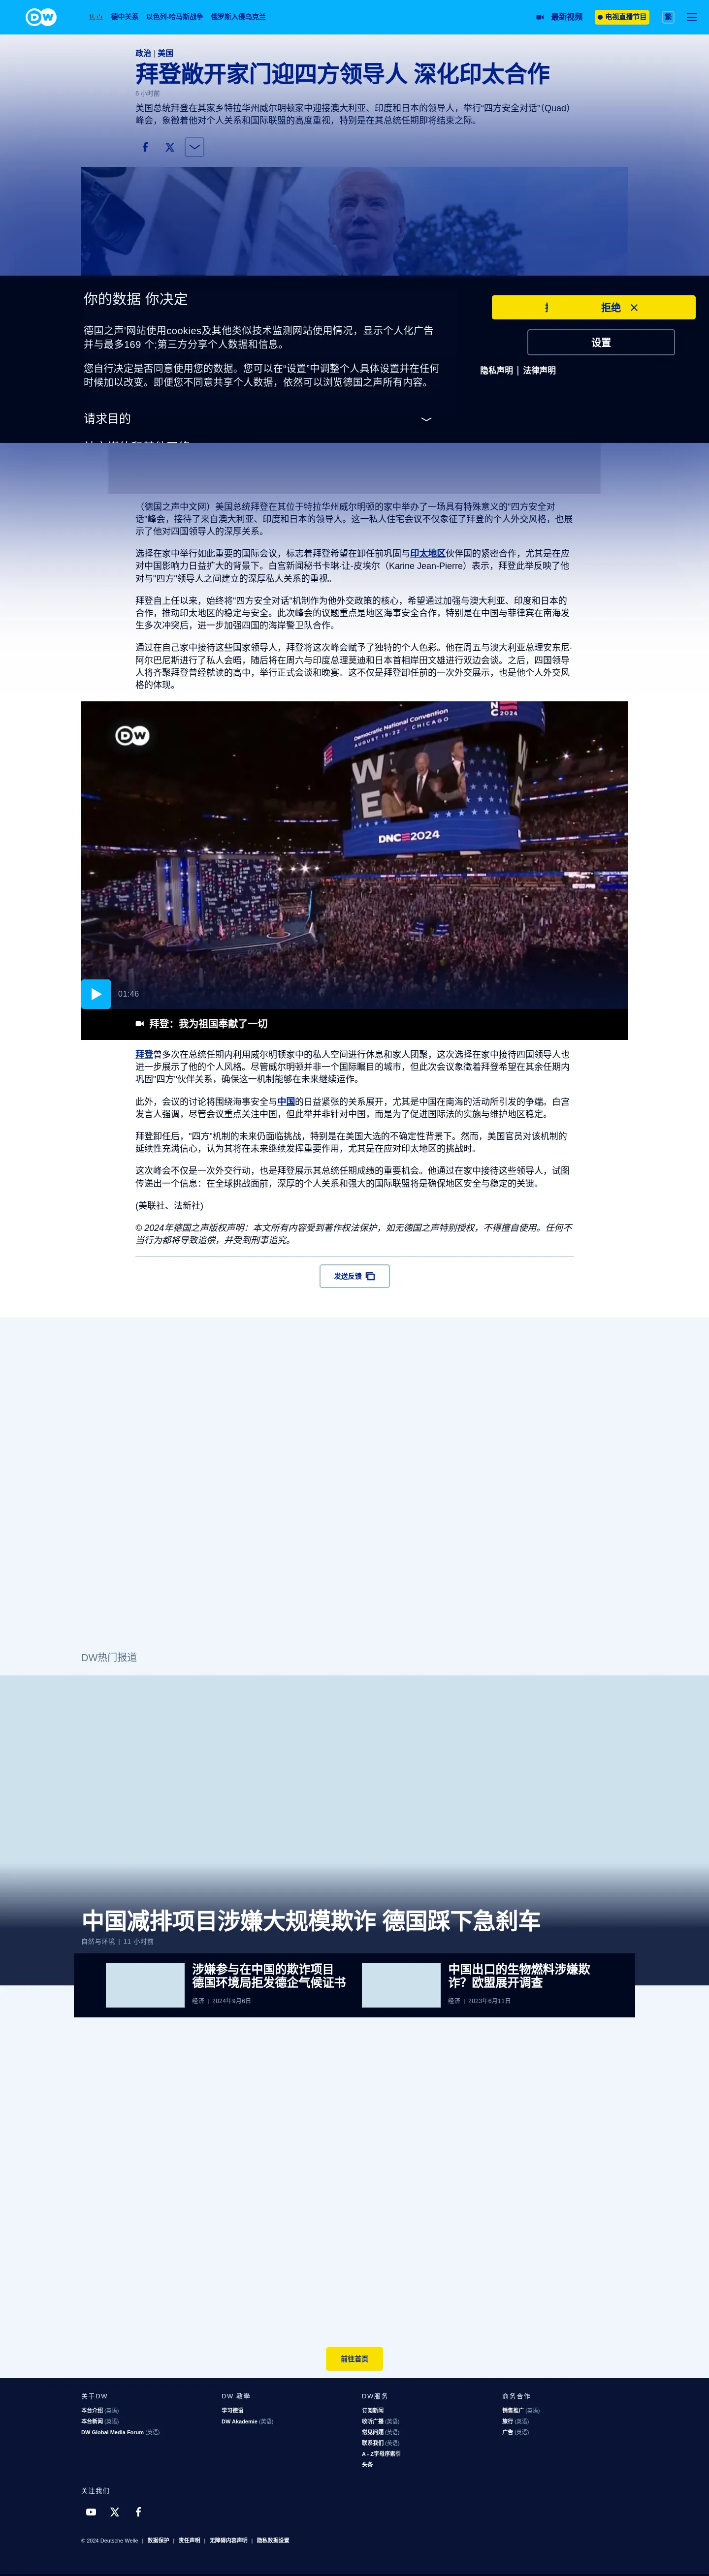 DW
焦点 德中关系 以色列-哈马斯战争 俄罗斯入侵乌克兰 最新视频 电视直播节目 繁
政治 | 美国
拜登敞开家门迎四方领导人 深化印太合作
6 小时前
美国总统拜登在其家乡特拉华州威尔明顿家中迎接澳大利亚、印度和日本的领导人，举行“四方安全对话”（Quad）
峰会，象徵着他对个人关系和国际联盟的高度重视，特别是在其总统任期即将结束之际。
你的数据 你决定
德国之声'网站使用cookies及其他类似技术监测网站使用情况，显示个人化广告
并与最多169 个;第三方分享个人数据和信息。
您自行决定是否同意使用您的数据。您可以在“设置”中调整个人具体设置并在任何
时候加以改变。即便您不同意共享个人数据，依然可以浏览德国之声所有内容。
请求目的
拒绝
设置
隐私声明 | 法律声明
（德国之声中文网）美国总统拜登在其位于特拉华州威尔明顿的家中举办了一场具有特殊意义的"四方安全对
话"峰会，接待了来自澳大利亚、印度和日本的领导人。这一私人住宅会议不仅象征了拜登的个人外交风格，也展
示了他对四国领导人的深厚关系。
选择在家中举行如此重要的国际会议，标志着拜登希望在卸任前巩固与印太地区伙伴国的紧密合作，尤其是在应
对中国影响力日益扩大的背景下。白宫新闻秘书卡琳·让-皮埃尔（Karine Jean-Pierre）表示，拜登此举反映了他
对与"四方"领导人之间建立的深厚私人关系的重视。
拜登自上任以来，始终将"四方安全对话"机制作为他外交政策的核心，希望通过加强与澳大利亚、印度和日本的
合作，推动印太地区的稳定与安全。此次峰会的议题重点是地区海事安全合作，特别是在中国与菲律宾在南海发
生多次冲突后，进一步加强四国的海岸警卫队合作。
通过在自己家中接待这些国家领导人，拜登将这次峰会赋予了独特的个人色彩。他在周五与澳大利亚总理安东尼·
阿尔巴尼斯进行了私人会晤，随后将在周六与印度总理莫迪和日本首相岸田文雄进行双边会谈。之后，四国领导
人将齐聚拜登曾经就读的高中，举行正式会谈和晚宴。这不仅是拜登卸任前的一次外交展示，也是他个人外交风
格的体现。
DW
NC 2024
Democratic National Convention
AUGUST 19-22 • CHICAGO
WE
DNC2024
01:46
拜登：我为祖国奉献了一切
拜登曾多次在总统任期内利用威尔明顿家中的私人空间进行休息和家人团聚，这次选择在家中接待四国领导人也
进一步展示了他的个人风格。尽管威尔明顿并非一个国际瞩目的城市，但此次会议象徵着拜登希望在其余任期内
巩固"四方"伙伴关系，确保这一机制能够在未来继续运作。
此外，会议的讨论将围绕海事安全与中国的日益紧张的关系展开，尤其是中国在南海的活动所引发的争端。白宫
发言人强调，尽管会议重点关注中国，但此举并非针对中国，而是为了促进国际法的实施与维护地区稳定。
拜登卸任后，"四方"机制的未来仍面临挑战，特别是在美国大选的不确定性背景下。然而，美国官员对该机制的
延续性充满信心，认为其将在未来继续发挥重要作用，尤其是在应对印太地区的挑战时。
这次峰会不仅是一次外交行动，也是拜登展示其总统任期成绩的重要机会。他通过在家中接待这些领导人，试图
传递出一个信息：在全球挑战面前，深厚的个人关系和强大的国际联盟将是确保地区安全与稳定的关键。
(美联社、法新社)
© 2024年德国之声版权声明：本文所有内容受到著作权法保护，如无德国之声特别授权，不得擅自使用。任何不
当行为都将导致追偿，并受到刑事追究。
发送反馈
DW热门报道
中国减排项目涉嫌大规模欺诈 德国踩下急刹车
自然与环境 | 11 小时前
涉嫌参与在中国的欺诈项目
德国环境局拒发德企气候证书
经济 | 2024年9月6日
中国出口的生物燃料涉嫌欺
诈？欧盟展开调查
经济 | 2023年6月11日
前往首页
关于DW
本台介绍 (英语)
本台新闻 (英语)
DW Global Media Forum (英语)
DW 教學
学习德语
DW Akademie (英语)
DW服务
订阅新闻
收听广播 (英语)
常见问题 (英语)
联系我们 (英语)
A - Z字母序索引
头条
商务合作
销售推广 (英语)
旅行 (英语)
广告 (英语)
关注我们
© 2024 Deutsche Welle | 数据保护 | 责任声明 | 无障碍内容声明 | 隐私数据设置